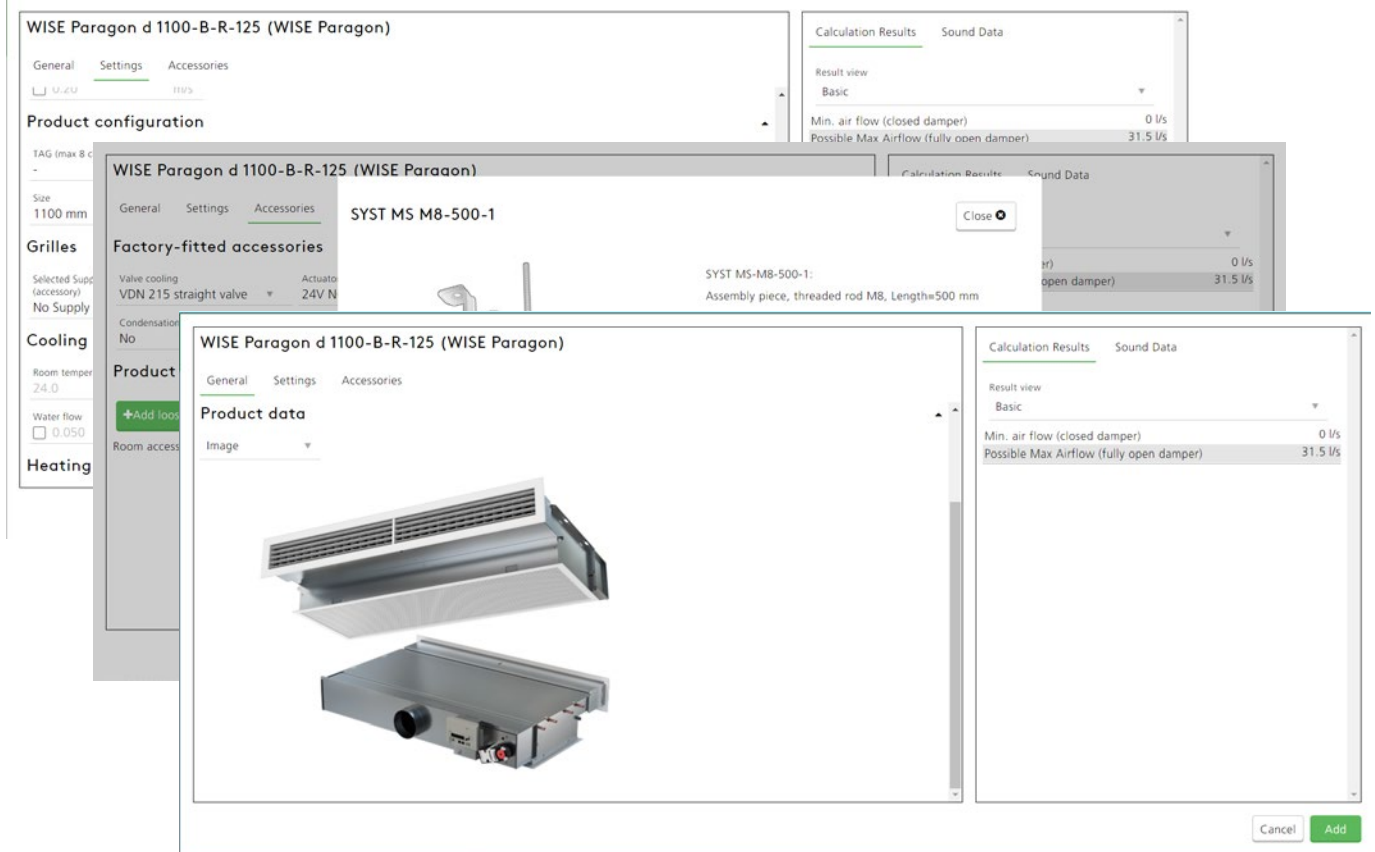 WISE Paragon d 1100-B-R-125 (WISE Paragon)
General Settings Accessories
0.20 m/s
Product configuration
TAG (max 8 c
-
Size
1100 mm
Grilles
Selected Supp
(accessory)
No Supply
Cooling
Room temper
24.0
Water flow
0.050
Heating
Calculation Results Sound Data
Result view
Basic
Min. air flow (closed damper) 0 l/s
Possible Max Airflow (fully open damper) 31.5 l/s
WISE Paragon d 1100-B-R-125 (WISE Paragon)
General Settings Accessories
Factory-fitted accessories
Valve cooling Actuato
VDN 215 straight valve 24V N
Condensation
No
Product
+Add loos
Room access
Calculation Results Sound Data
er) 0 l/s
open damper) 31.5 l/s
SYST MS M8-500-1
Close
SYST MS-M8-500-1:
Assembly piece, threaded rod M8, Length=500 mm
WISE Paragon d 1100-B-R-125 (WISE Paragon)
General Settings Accessories
Product data
Image
Calculation Results Sound Data
Result view
Basic
Min. air flow (closed damper) 0 l/s
Possible Max Airflow (fully open damper) 31.5 l/s
Cancel Add